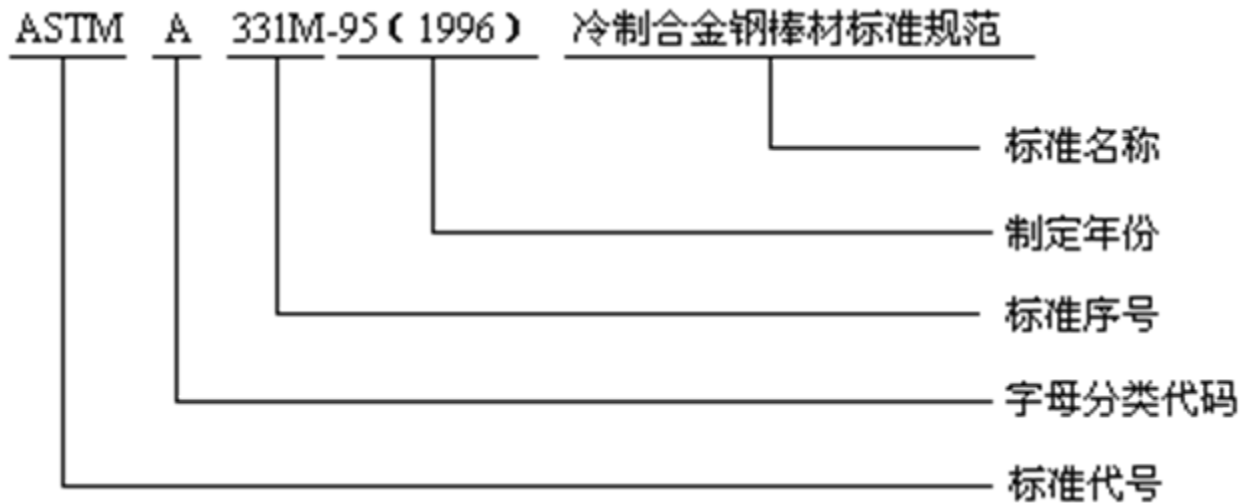 ASTM A 331M-95（1996） 冷制合金钢棒材标准规范
标准名称
制定年份
标准序号
字母分类代码
标准代号